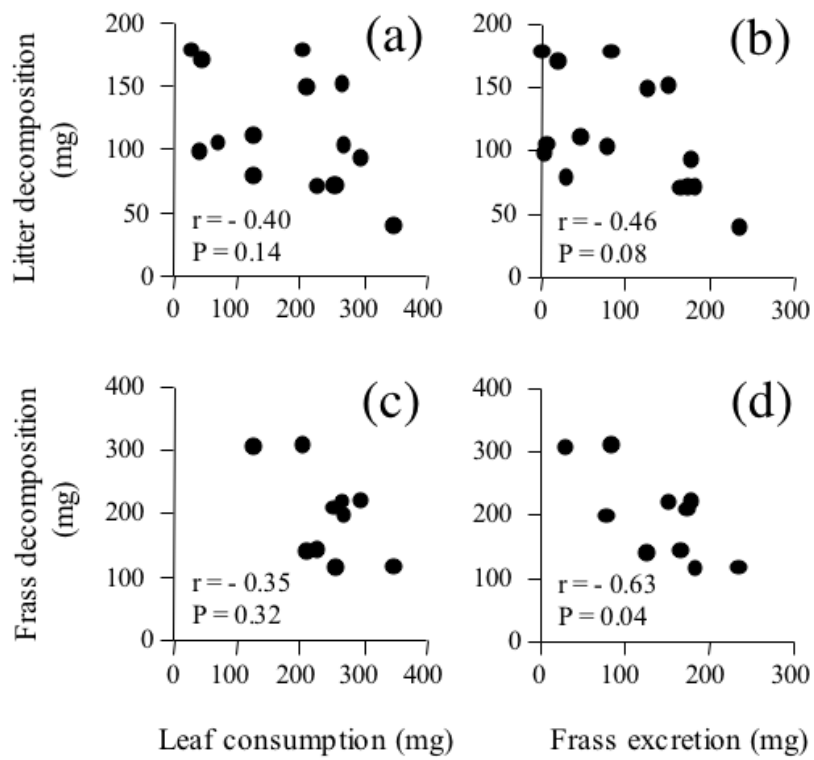 (a)
Litter decomposition
(mg)
200
150
100
50
0
r = - 0.40
P = 0.14
0 100 200 300 400
(b)
200
150
100
50
0
r = - 0.46
P = 0.08
0 100 200 300
(c)
Frass decomposition
(mg)
400
300
200
100
0
r = - 0.35
P = 0.32
0 100 200 300 400
Leaf consumption (mg)
(d)
400
300
200
100
0
r = - 0.63
P = 0.04
0 100 200 300
Frass excretion (mg)